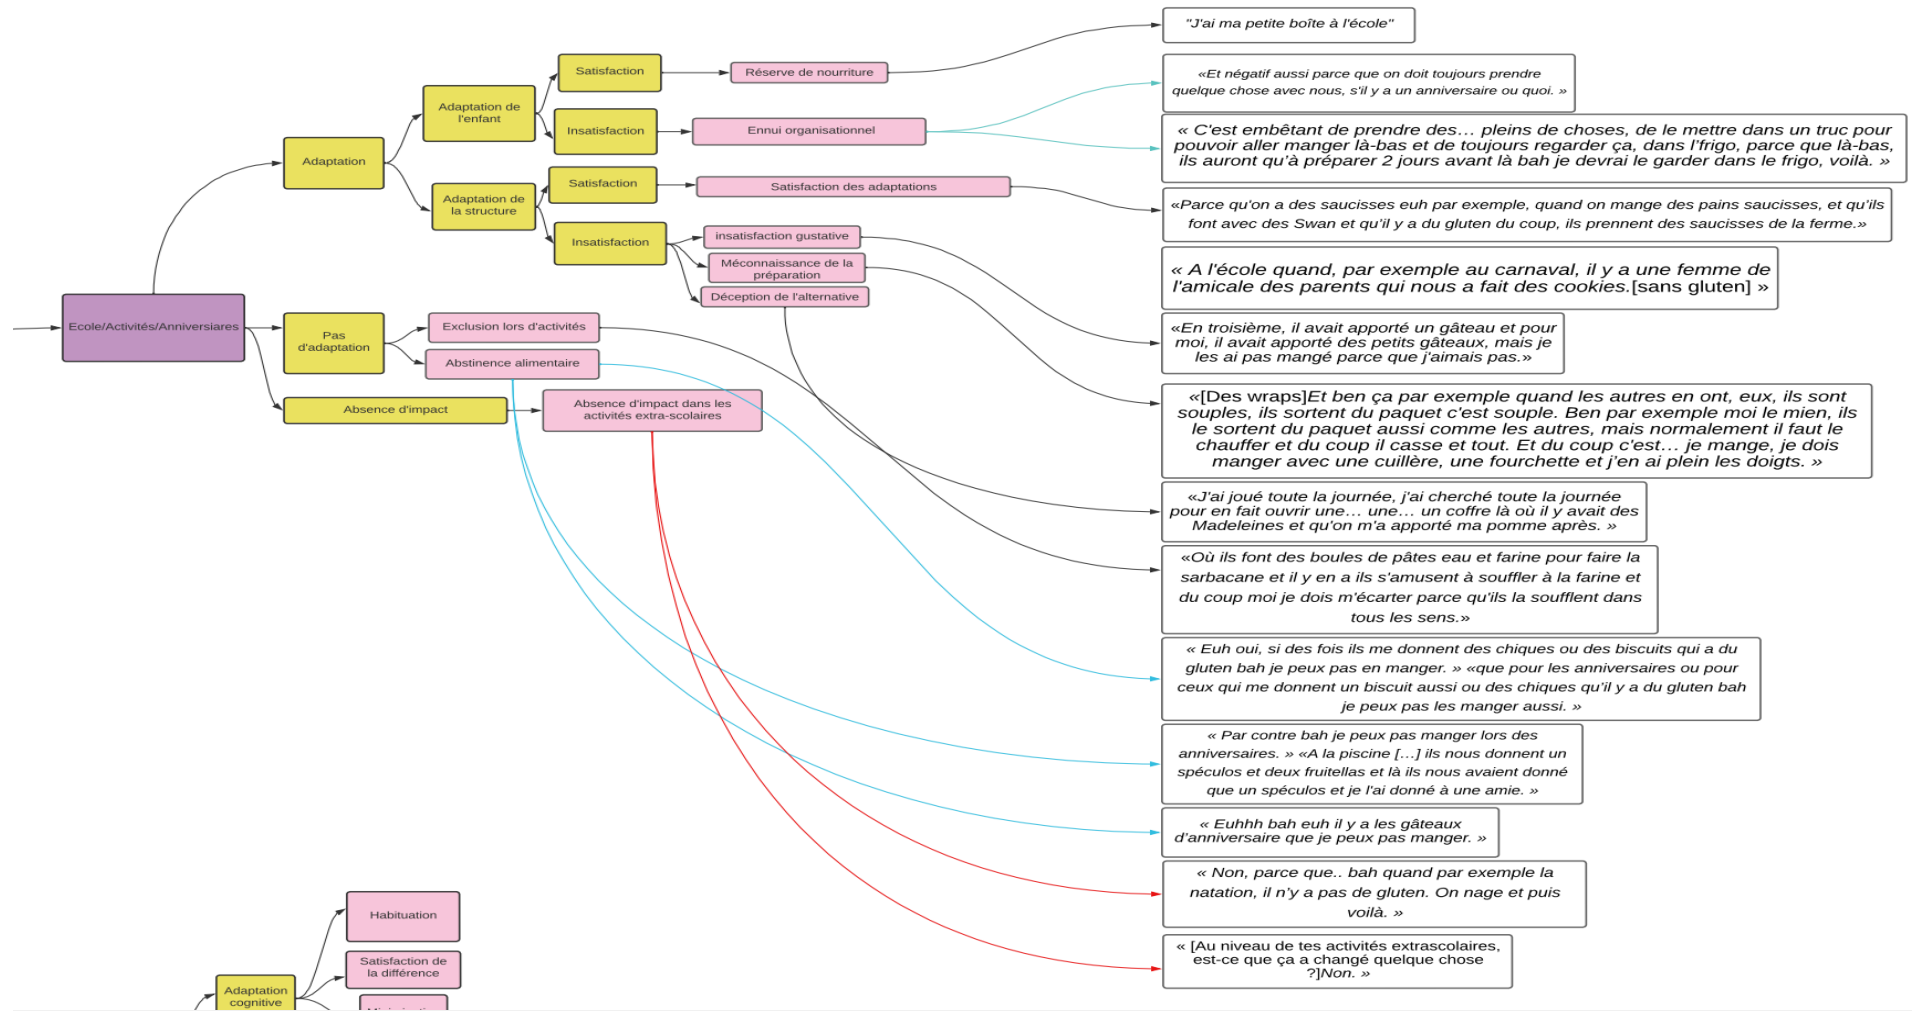 "J'ai ma petite boîte à l'école"
Satisfaction
Réserve de nourriture
«Et négatif aussi parce que on doit toujours prendre
quelque chose avec nous, s'il y a un anniversaire ou quoi. »
Adaptation de
l'enfant
Insatisfaction
Ennui organisationnel
« C'est embêtant de prendre des… pleins de choses, de le mettre dans un truc pour
pouvoir aller manger là-bas et de toujours regarder ça, dans l’frigo, parce que là-bas,
ils auront qu’à préparer 2 jours avant là bah je devrai le garder dans le frigo, voilà. »
Adaptation
Satisfaction
Satisfaction des adaptations
Adaptation de
la structure
«Parce qu'on a des saucisses euh par exemple, quand on mange des pains saucisses, et qu’ils
font avec des Swan et qu’il y a du gluten du coup, ils prennent des saucisses de la ferme.»
Insatisfaction
insatisfaction gustative
Méconnaissance de la
préparation
Déception de l'alternative
« A l'école quand, par exemple au carnaval, il y a une femme de
l'amicale des parents qui nous a fait des cookies.[sans gluten] »
Ecole/Activités/Anniversiares
Pas
d'adaptation
Exclusion lors d'activités
Abstinence alimentaire
«En troisième, il avait apporté un gâteau et pour
moi, il avait apporté des petits gâteaux, mais je
les ai pas mangé parce que j'aimais pas.»
Absence d'impact
Absence d'impact dans les
activités extra-scolaires
«[Des wraps]Et ben ça par exemple quand les autres en ont, eux, ils sont
souples, ils sortent du paquet c'est souple. Ben par exemple moi le mien, ils
le sortent du paquet aussi comme les autres, mais normalement il faut le
chauffer et du coup il casse et tout. Et du coup c'est… je mange, je dois
manger avec une cuillère, une fourchette et j’en ai plein les doigts. »
«J'ai joué toute la journée, j'ai cherché toute la journée
pour en fait ouvrir une… une… un coffre là où il y avait des
Madeleines et qu'on m'a apporté ma pomme après. »
«Où ils font des boules de pâtes eau et farine pour faire la
sarbacane et il y en a ils s'amusent à souffler à la farine et
du coup moi je dois m'écarter parce qu'ils la soufflent dans
tous les sens.»
« Euh oui, si des fois ils me donnent des chiques ou des biscuits qui a du
gluten bah je peux pas en manger. » «que pour les anniversaires ou pour
ceux qui me donnent un biscuit aussi ou des chiques qu’il y a du gluten bah
je peux pas les manger aussi. »
« Par contre bah je peux pas manger lors des
anniversaires. » «A la piscine […] ils nous donnent un
spéculos et deux fruitellas et là ils nous avaient donné
que un spéculos et je l'ai donné à une amie. »
« Euhhh bah euh il y a les gâteaux
d’anniversaire que je peux pas manger. »
« Non, parce que.. bah quand par exemple la
natation, il n’y a pas de gluten. On nage et puis
voilà. »
« [Au niveau de tes activités extrascolaires,
est-ce que ça a changé quelque chose
?]Non. »
Habituation
Satisfaction de
la différence
Adaptation
cognitive